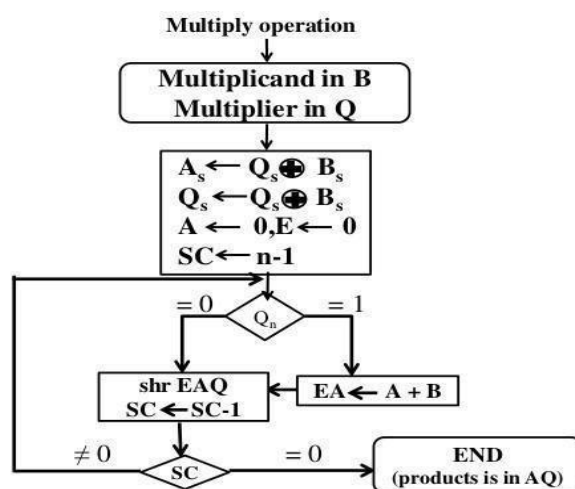 Multiply operation
Multiplicand in B
Multiplier in Q
Aₛ ← Qₛ ⊕ Bₛ
Qₛ ← Qₛ ⊕ Bₛ
A ← 0,E ← 0
SC ← n-1
= 0
= 1
Qₙ
shr EAQ
SC ← SC-1
EA ← A + B
≠ 0
SC
= 0
END
(products is in AQ)